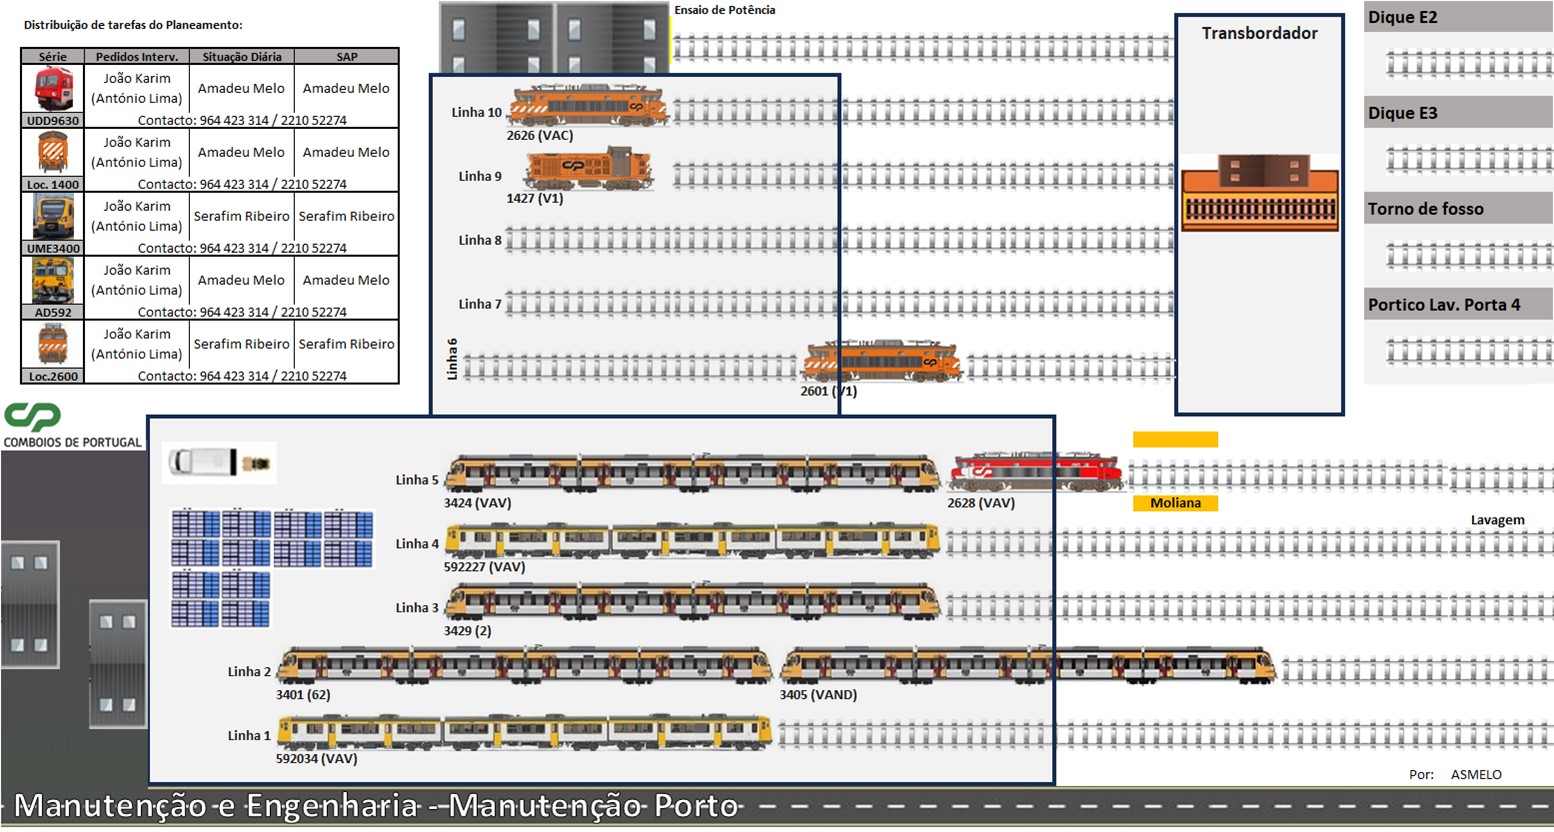 Distribuição de tarefas do Planeamento:
Série Pedidos Interv. Situação Diária SAP
João Karim
(António Lima) Amadeu Melo Amadeu Melo
UDD9630 Contacto: 964 423 314 / 2210 52274
João Karim
(António Lima) Amadeu Melo Amadeu Melo
Loc. 1400 Contacto: 964 423 314 / 2210 52274
João Karim
(António Lima) Serafim Ribeiro Serafim Ribeiro
UME3400 Contacto: 964 423 314 / 2210 52274
João Karim
(António Lima) Amadeu Melo Amadeu Melo
AD592 Contacto: 964 423 314 / 2210 52274
João Karim
(António Lima) Serafim Ribeiro Serafim Ribeiro
Loc.2600 Contacto: 964 423 314 / 2210 52274
CP
COMBOIOS DE PORTUGAL
Ensaio de Potência
Linha 10
2626 (VAC)
Linha 9
1427 (V1)
Linha 8
Linha 7
Linha 6
2601 (V1)
Transbordador
Dique E2
Dique E3
Torno de fosso
Portico Lav. Porta 4
Linha 5
3424 (VAV)
2628 (VAV)
Moliana
Lavagem
Linha 4
592227 (VAV)
Linha 3
3429 (2)
Linha 2
3401 (62)
3405 (VAND)
Linha 1
592034 (VAV)
Por: ASMELO
Manutenção e Engenharia - Manutenção Porto